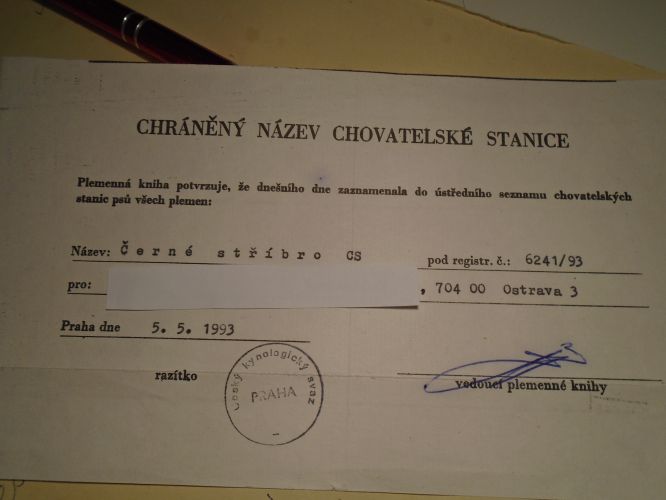 CHRÁNĚNÝ NÁZEV CHOVATELSKÉ STANICE
Plemenná kniha potvrzuje, že dnešního dne zaznamenala do ústředního seznamu chovatelských
stanic psů všech plemen:
Název: Černé stříbro CS pod registr. č.: 6241/93
pro: , 704 00 Ostrava 3
Praha dne 5. 5. 1993
razítko
Český kynologický svaz
PRAHA
vedoucí plemenné knihy